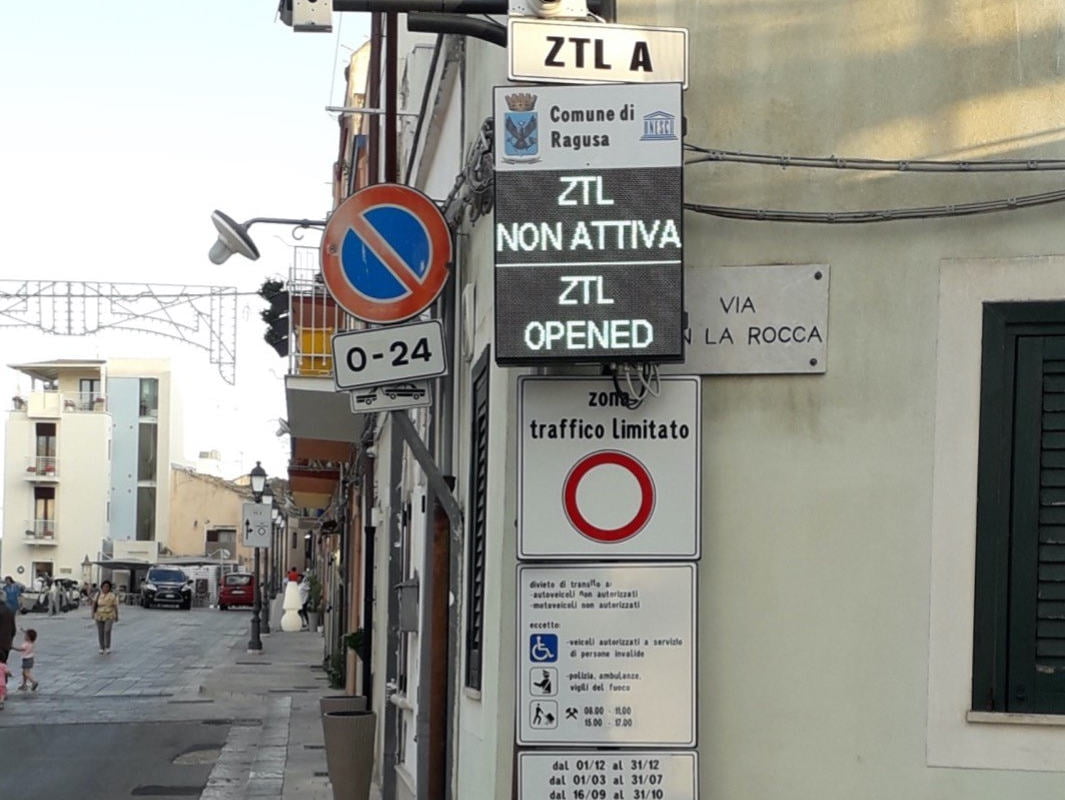 ZTL A
Comune di
Ragusa
UNESCO
ZTL
NON ATTIVA
ZTL
OPENED
0-24
VIA
LA ROCCA
zona
traffico limitato
divieto di transito a:
-autoveicoli non autorizzati
-motoveicoli non autorizzati
eccetto:
-veicoli autorizzati a servizio
di persone invalide
-polizia, ambulanze,
vigili del fuoco
08.00 - 11.00
15.00 - 17.00
dal 01/12 al 31/12
dal 01/03 al 31/07
dal 16/09 al 31/10